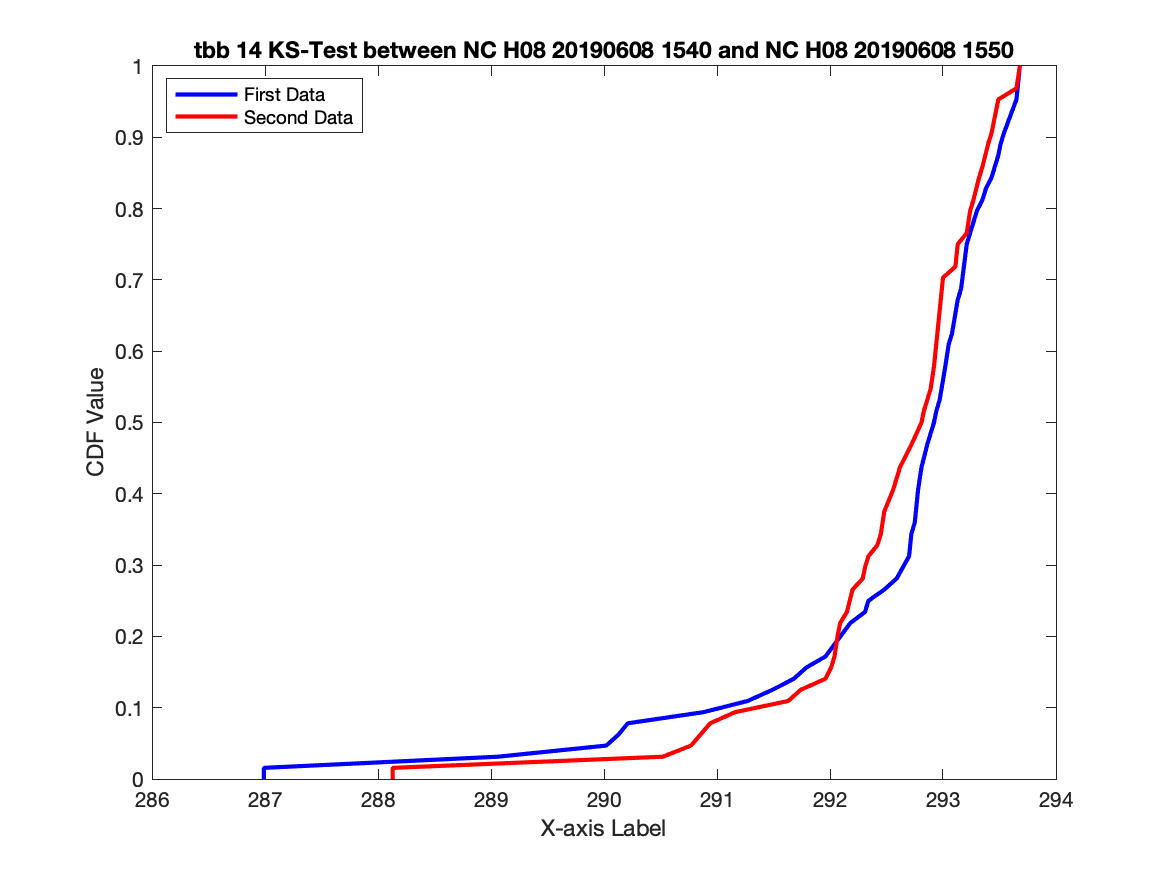 tbb 14 KS-Test between NC H08 20190608 1540 and NC H08 20190608 1550
First Data
Second Data
CDF Value
1
0.9
0.8
0.7
0.6
0.5
0.4
0.3
0.2
0.1
0
286 287 288 289 290 291 292 293 294
X-axis Label